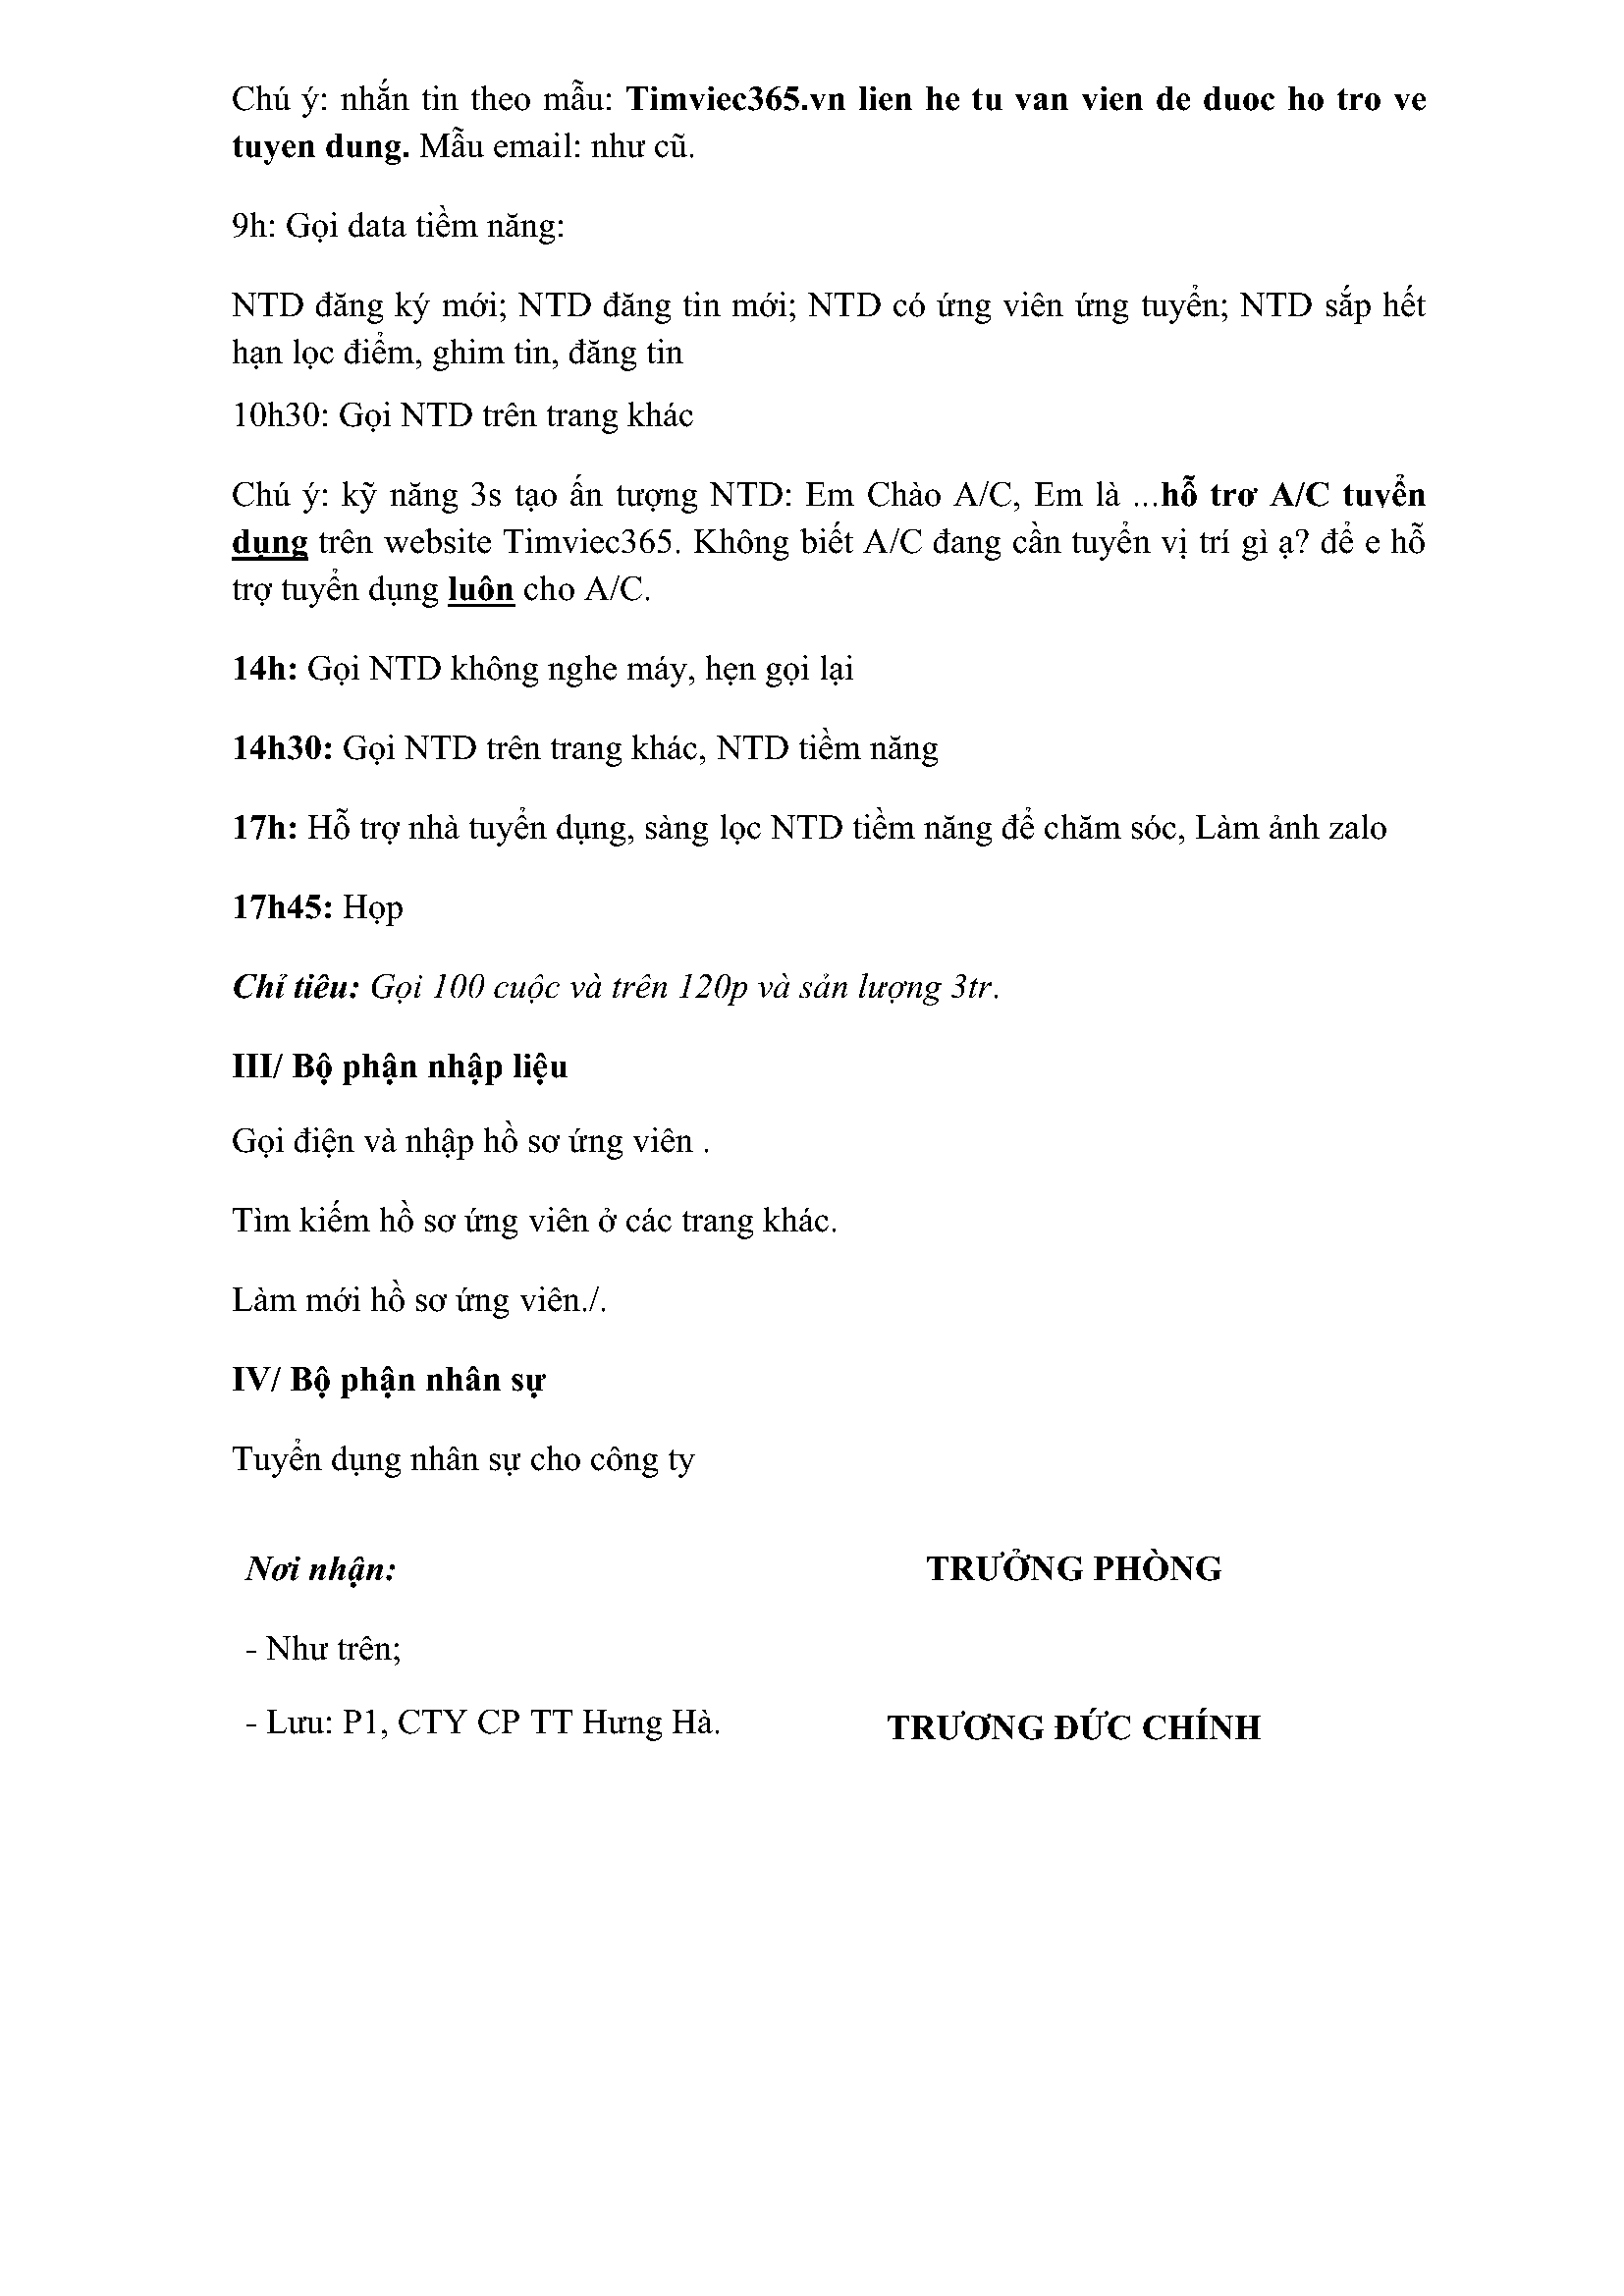 Chú ý: nhắn tin theo mẫu: Timviec365.vn lien he tu van vien de duoc ho tro ve
tuyen dung. Mẫu email: như cũ.
9h: Gọi data tiềm năng:
NTD đăng ký mới; NTD đăng tin mới; NTD có ứng viên ứng tuyển; NTD sắp hết
hạn lọc điểm, ghim tin, đăng tin
10h30: Gọi NTD trên trang khác
Chú ý: kỹ năng 3s tạo ấn tượng NTD: Em Chào A/C, Em là ...hỗ trợ A/C tuyển
dụng trên website Timviec365. Không biết A/C đang cần tuyển vị trí gì ạ? để e hỗ
trợ tuyển dụng luôn cho A/C.
14h: Gọi NTD không nghe máy, hẹn gọi lại
14h30: Gọi NTD trên trang khác, NTD tiềm năng
17h: Hỗ trợ nhà tuyển dụng, sàng lọc NTD tiềm năng để chăm sóc, Làm ảnh zalo
17h45: Họp
Chỉ tiêu: Gọi 100 cuộc và trên 120p và sản lượng 3tr.
III/ Bộ phận nhập liệu
Gọi điện và nhập hồ sơ ứng viên .
Tìm kiếm hồ sơ ứng viên ở các trang khác.
Làm mới hồ sơ ứng viên./.
IV/ Bộ phận nhân sự
Tuyển dụng nhân sự cho công ty
Nơi nhận:
- Như trên;
- Lưu: P1, CTY CP TT Hưng Hà.
TRƯỞNG PHÒNG
TRƯƠNG ĐỨC CHÍNH